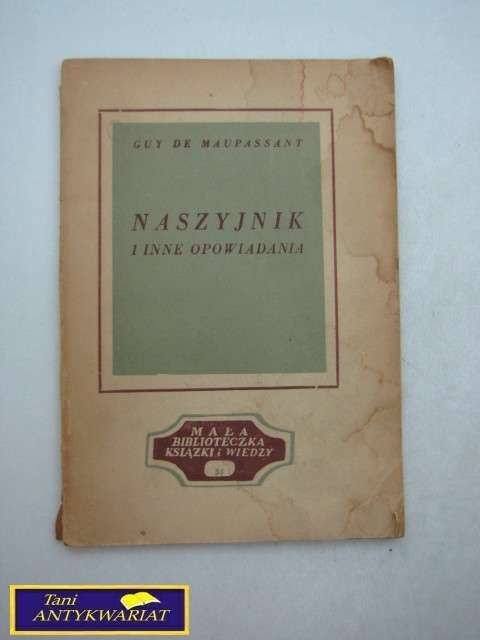 GUY DE MAUPASSANT
NASZYJNIK
I INNE OPOWIADANIA
MAŁA
BIBLIOTECZKA
KSIĄŻKI i WIEDZY
Tani
ANTYKWARIAT